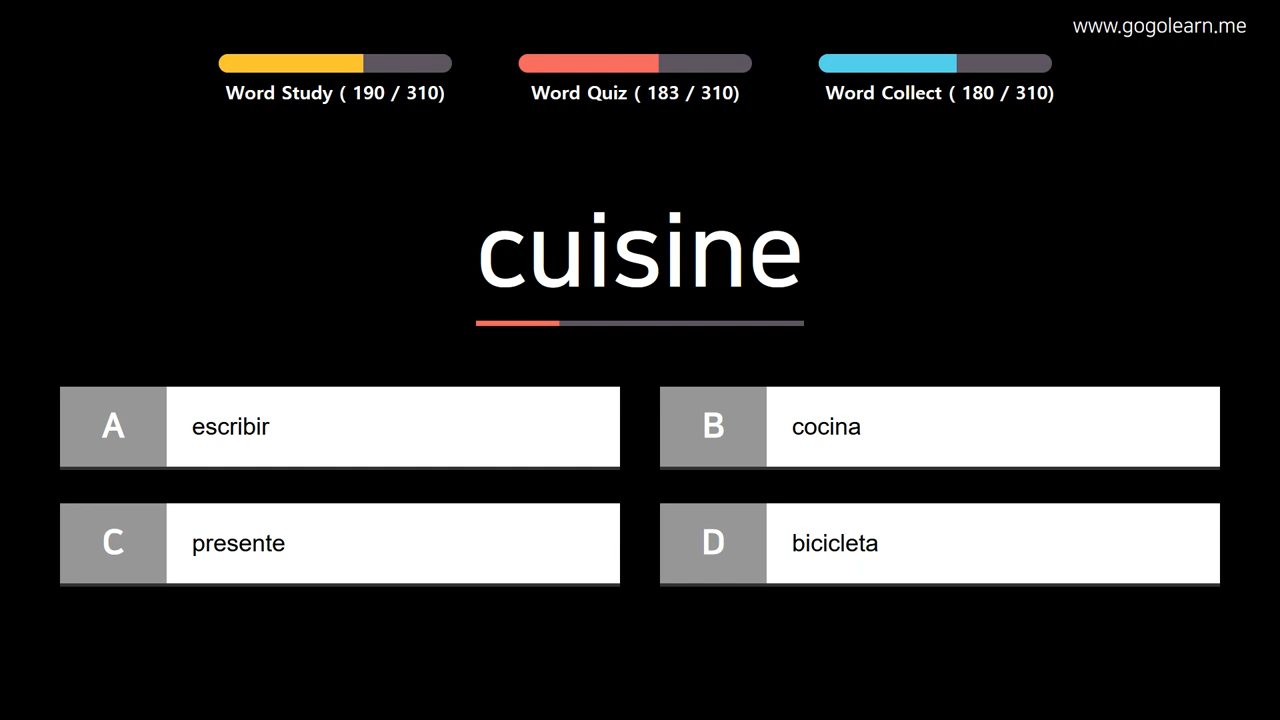 www.gogolearn.me
Word Study ( 190 / 310)
Word Quiz ( 183 / 310)
Word Collect ( 180 / 310)
cuisine
A escribir
B cocina
C presente
D bicicleta